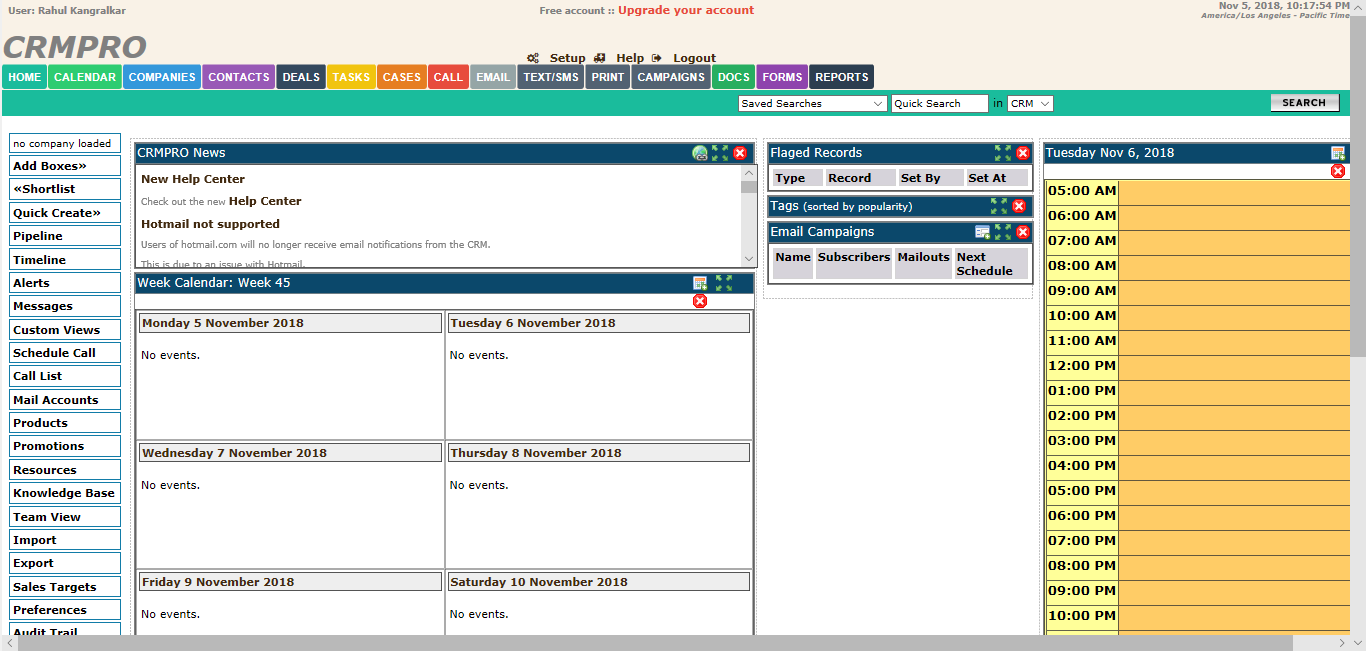 User: Rahul Kangralkar
Free account :: Upgrade your account
Nov 5, 2018, 10:17:54 PM
America/Los Angeles - Pacific Time
CRMPRO
Setup Help Logout
HOME CALENDAR COMPANIES CONTACTS DEALS TASKS CASES CALL EMAIL TEXT/SMS PRINT CAMPAIGNS DOCS FORMS REPORTS
Saved Searches Quick Search in CRM SEARCH
no company loaded
Add Boxes»
«Shortlist
Quick Create»
Pipeline
Timeline
Alerts
Messages
Custom Views
Schedule Call
Call List
Mail Accounts
Products
Promotions
Resources
Knowledge Base
Team View
Import
Export
Sales Targets
Preferences
Audit Trail
CRMPRO News
New Help Center
Check out the new Help Center
Hotmail not supported
Users of hotmail.com will no longer receive email notifications from the CRM.
This is due to an issue with Hotmail.
Week Calendar: Week 45
Monday 5 November 2018
No events.
Tuesday 6 November 2018
No events.
Wednesday 7 November 2018
No events.
Thursday 8 November 2018
No events.
Friday 9 November 2018
No events.
Saturday 10 November 2018
No events.
Flaged Records
Type Record Set By Set At
Tags (sorted by popularity)
Email Campaigns
Name Subscribers Mailouts Next
Schedule
Tuesday Nov 6, 2018
05:00 AM
06:00 AM
07:00 AM
08:00 AM
09:00 AM
10:00 AM
11:00 AM
12:00 PM
01:00 PM
02:00 PM
03:00 PM
04:00 PM
05:00 PM
06:00 PM
07:00 PM
08:00 PM
09:00 PM
10:00 PM